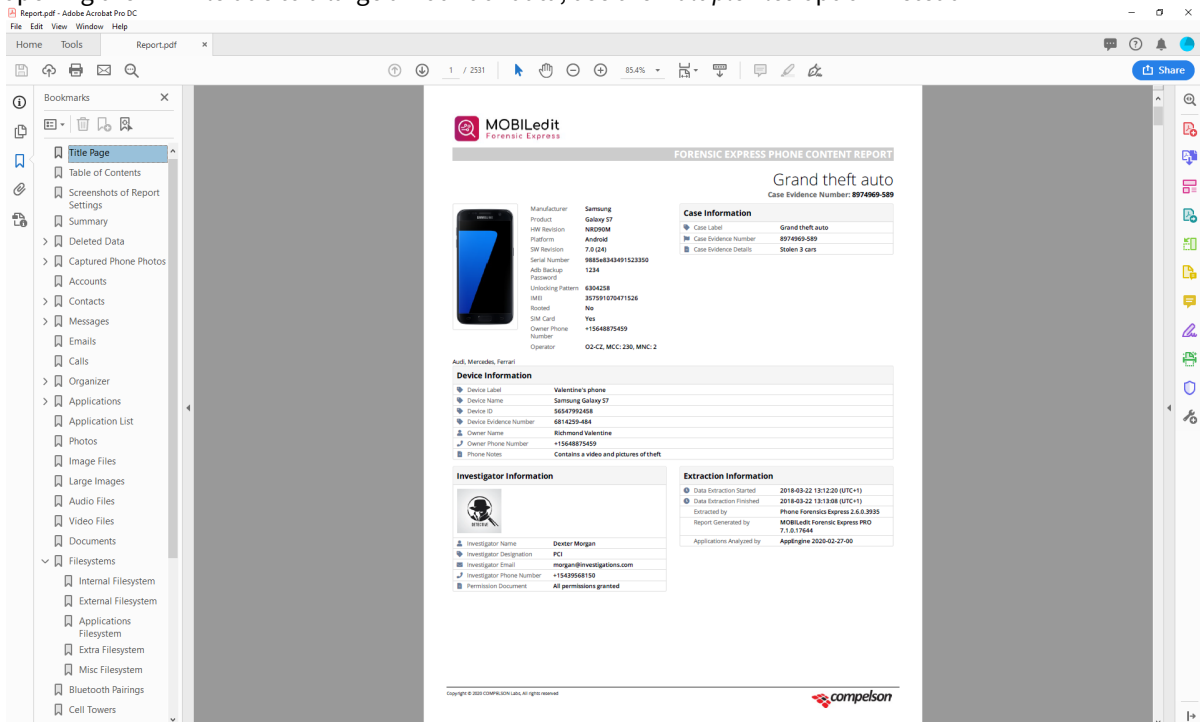 Report.pdf - Adobe Acrobat Pro DC
File Edit View Window Help
Home Tools Report.pdf ×
1 / 2531 85.4% Share
Bookmarks
Title Page
Table of Contents
Screenshots of Report
Settings
Summary
Deleted Data
Captured Phone Photos
Accounts
Contacts
Messages
Emails
Calls
Organizer
Applications
Application List
Photos
Image Files
Large Images
Audio Files
Video Files
Documents
Filesystems
Internal Filesystem
External Filesystem
Applications
Filesystem
Extra Filesystem
Misc Filesystem
Bluetooth Pairings
Cell Towers
MOBILedit
Forensic Express
FORENSIC EXPRESS PHONE CONTENT REPORT
Grand theft auto
Case Evidence Number: 8974969-589
SAMSUNG
Manufacturer Samsung
Product Galaxy S7
HW Revision NRD90M
Platform Android
SW Revision 7.0 (24)
Serial Number 9885e8343491523350
Adb Backup 1234
Password
Unlocking Pattern 6304258
IMEI 357591070471526
Rooted No
SIM Card Yes
Owner Phone +15648875459
Number
Operator O2-CZ, MCC: 230, MNC: 2
Case Information
Case Label Grand theft auto
Case Evidence Number 8974969-589
Case Evidence Details Stolen 3 cars
Audi, Mercedes, Ferrari
Device Information
Device Label Valentine's phone
Device Name Samsung Galaxy S7
Device ID 56547992458
Device Evidence Number 6814259-484
Owner Name Richmond Valentine
Owner Phone Number +15648875459
Phone Notes Contains a video and pictures of theft
Investigator Information
DETECTIVE
Investigator Name Dexter Morgan
Investigator Designation PCI
Investigator Email morgan@investigations.com
Investigator Phone Number +15439568150
Permission Document All permissions granted
Extraction Information
Data Extraction Started 2018-03-22 13:12:20 (UTC+1)
Data Extraction Finished 2018-03-22 13:13:08 (UTC+1)
Extracted by Phone Forensics Express 2.6.0.3935
Report Generated by MOBILedit Forensic Express PRO
7.1.0.17644
Applications Analyzed by AppEngine 2020-02-27-00
Copyright © 2020 COMPELSON Labs, All rights reserved
compelson